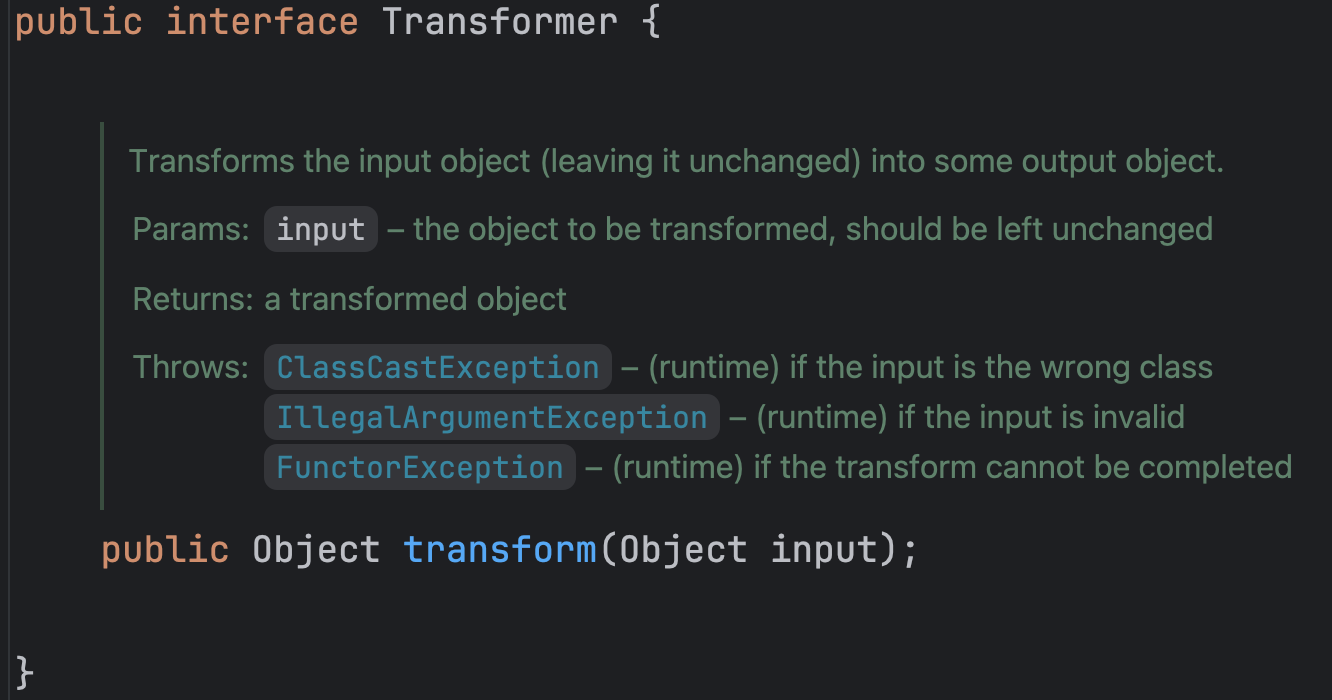 public interface Transformer {
Transforms the input object (leaving it unchanged) into some output object.
Params: input – the object to be transformed, should be left unchanged
Returns: a transformed object
Throws: ClassCastException – (runtime) if the input is the wrong class
IllegalArgumentException – (runtime) if the input is invalid
FunctorException – (runtime) if the transform cannot be completed
public Object transform(Object input);
}